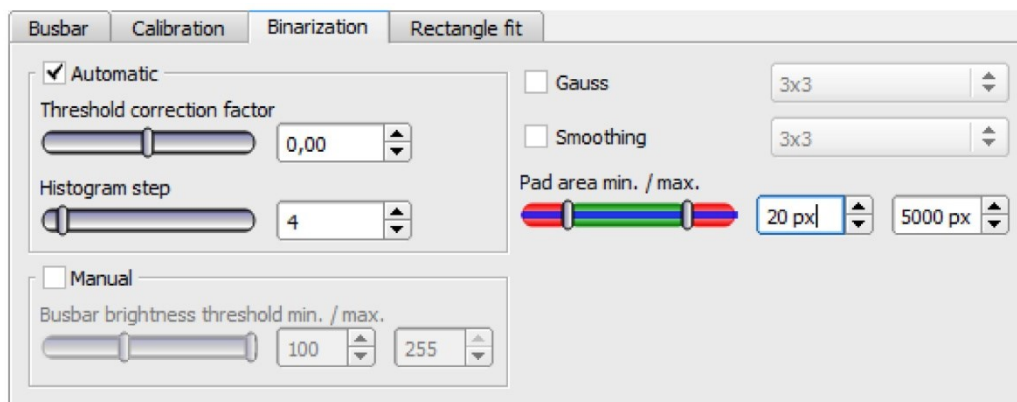 Busbar Calibration Binarization Rectangle fit
Automatic
Threshold correction factor
0,00
Histogram step
4
Manual
Busbar brightness threshold min. / max.
100 255
Gauss 3x3
Smoothing 3x3
Pad area min. / max.
20 px 5000 px